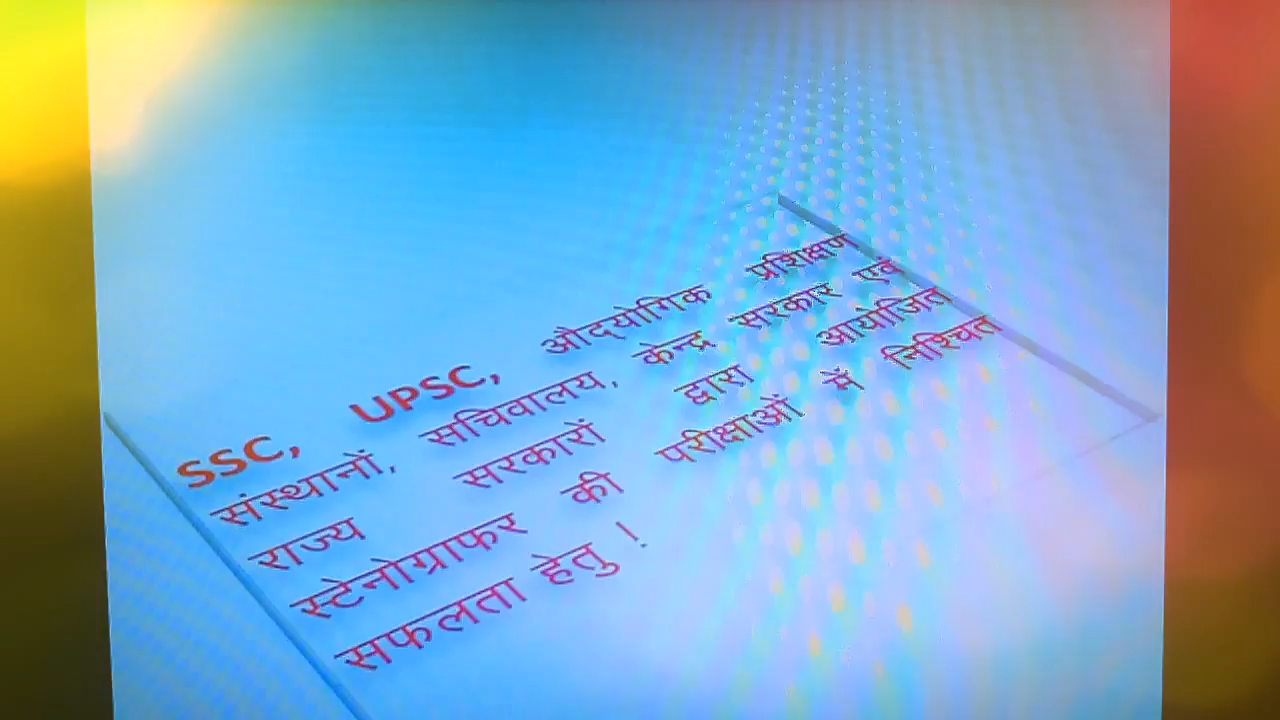 SSC, UPSC, औद्योगिक प्रशिक्षण
संस्थानों, सचिवालय, केन्द्र सरकार एवं
राज्य सरकारों द्वारा आयोजित
स्टेनोग्राफर की परीक्षाओं में निश्चित
सफलता हेतु !